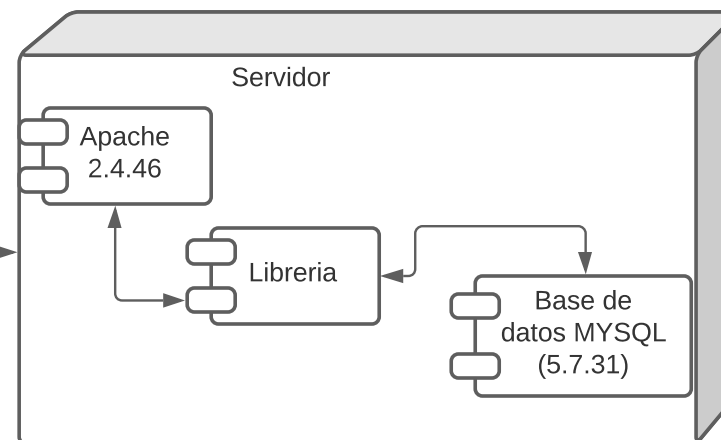 Servidor
Apache
2.4.46
Libreria
Base de
datos MYSQL
(5.7.31)